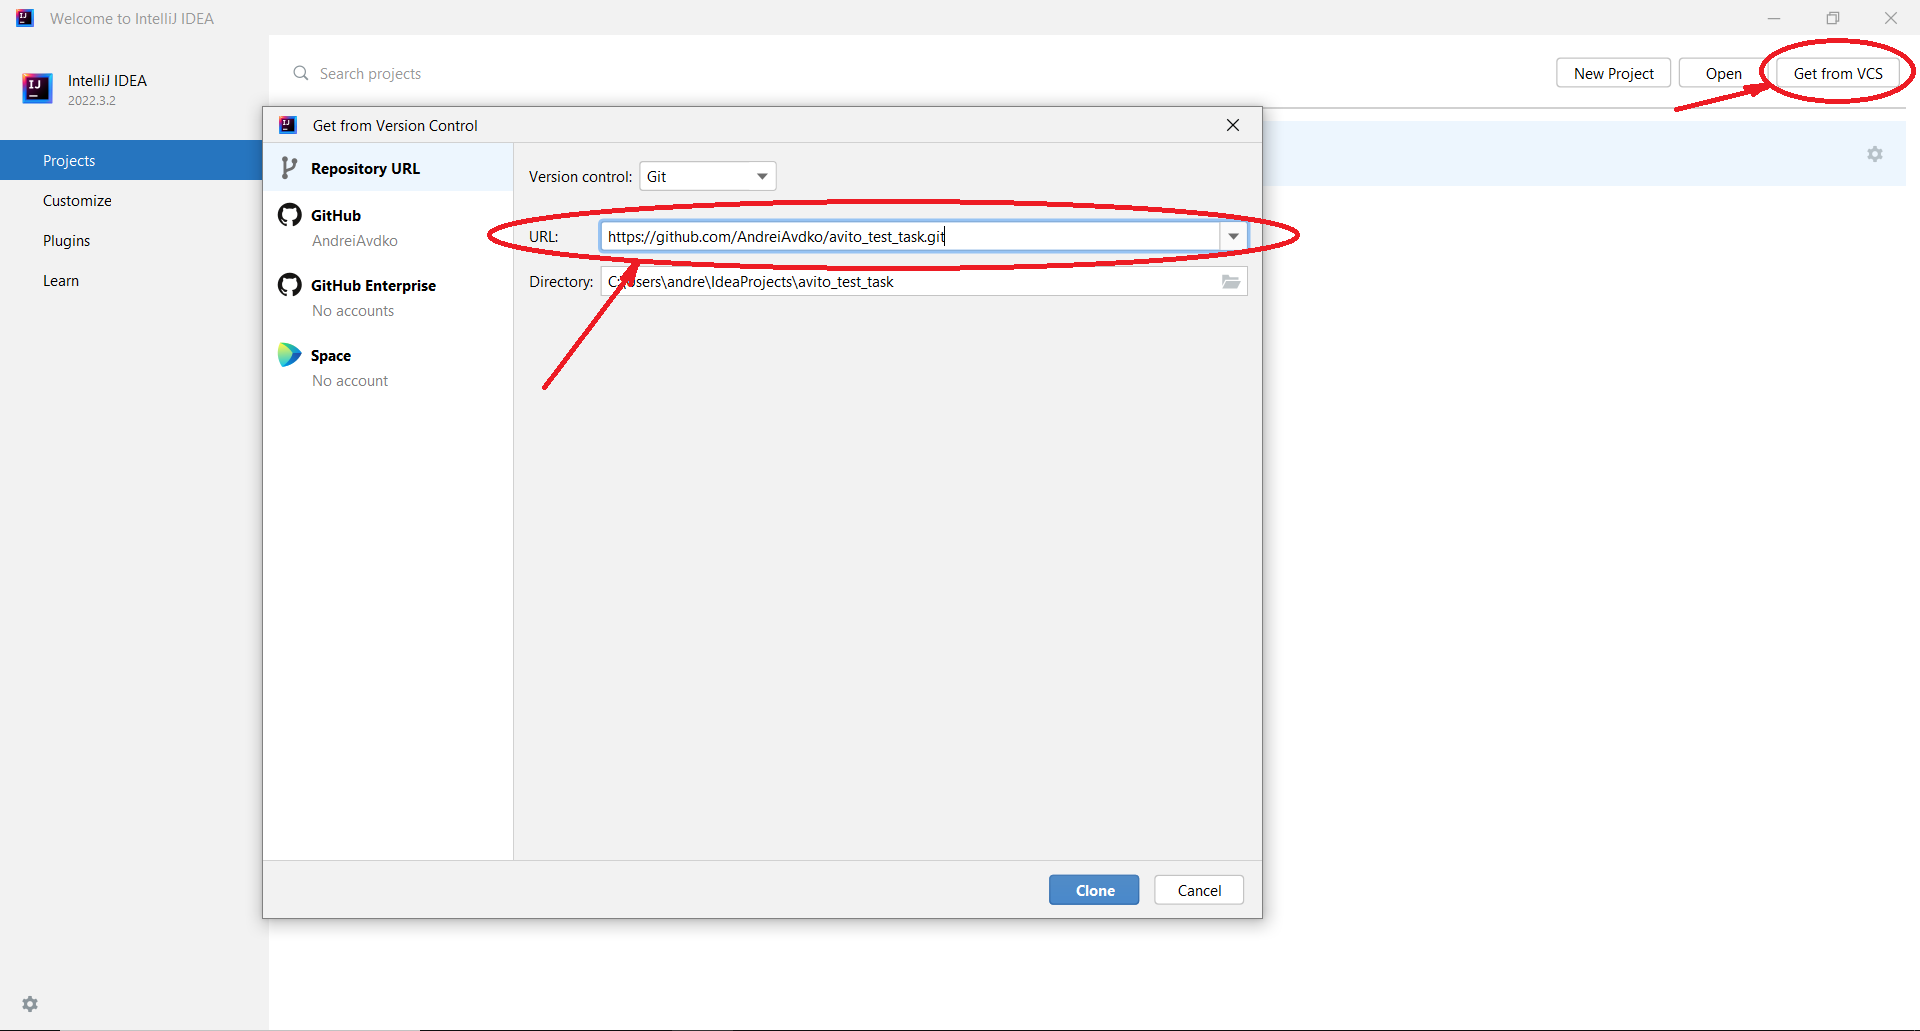 Welcome to IntelliJ IDEA
IntelliJ IDEA
2022.3.2
Search projects
New Project
Open
Get from VCS
Projects
Customize
Plugins
Learn
Get from Version Control
Repository URL
GitHub
AndreiAvdko
GitHub Enterprise
No accounts
Space
No account
Version control: Git
URL: https://github.com/AndreiAvdko/avito_test_task.git
Directory: C:\Users\andre\IdeaProjects\avito_test_task
Clone
Cancel